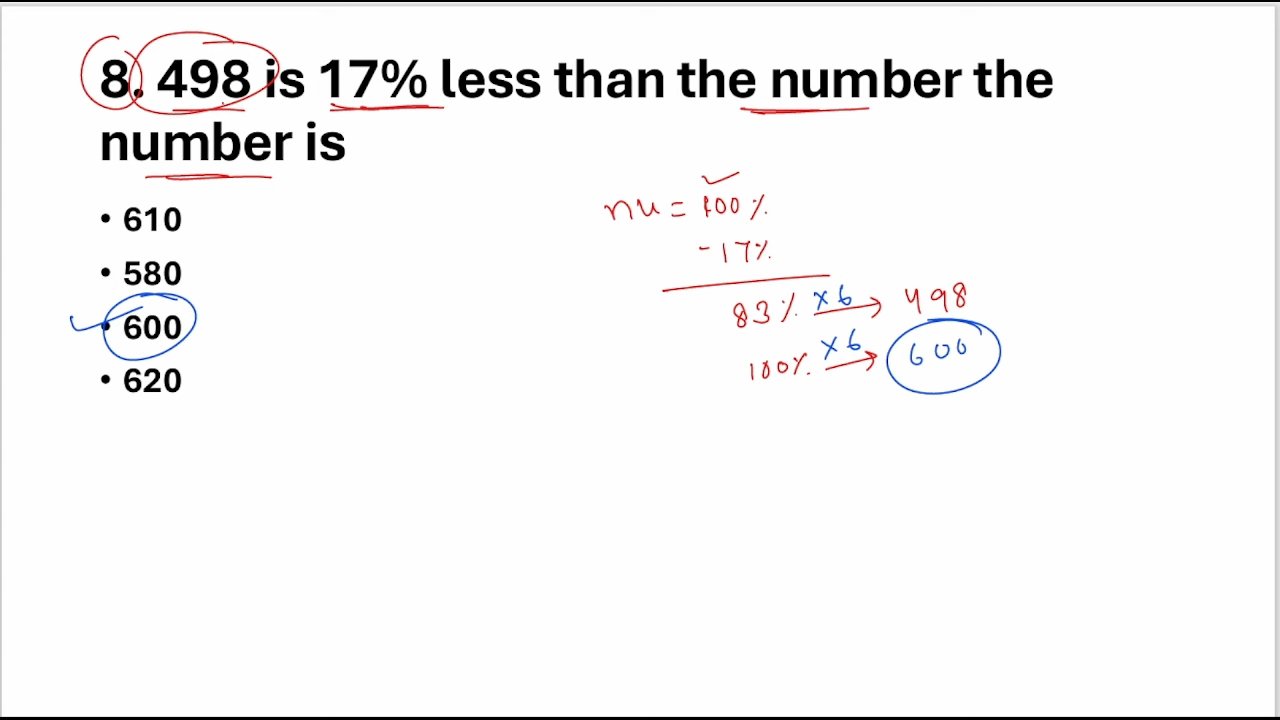 8. 498 is 17% less than the number the
number is
• 610
• 580
• 600
• 620
nu = 100%
-17%
83% ×6 → 498
100% ×6 → 600